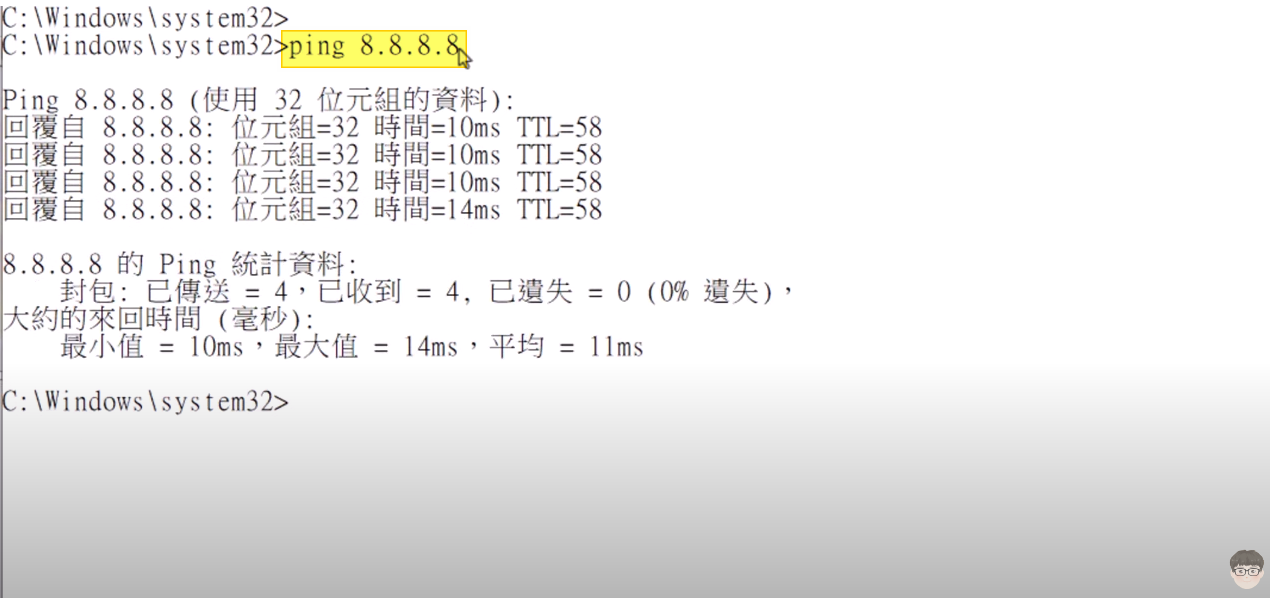 C:\Windows\system32>
C:\Windows\system32>ping 8.8.8.8
Ping 8.8.8.8 (使用 32 位元組的資料):
回覆自 8.8.8.8: 位元組=32 時間=10ms TTL=58
回覆自 8.8.8.8: 位元組=32 時間=10ms TTL=58
回覆自 8.8.8.8: 位元組=32 時間=10ms TTL=58
回覆自 8.8.8.8: 位元組=32 時間=14ms TTL=58
8.8.8.8 的 Ping 統計資料:
封包: 已傳送 = 4，已收到 = 4, 已遺失 = 0 (0% 遺失)，
大約的來回時間 (毫秒):
最小值 = 10ms，最大值 = 14ms，平均 = 11ms
C:\Windows\system32>